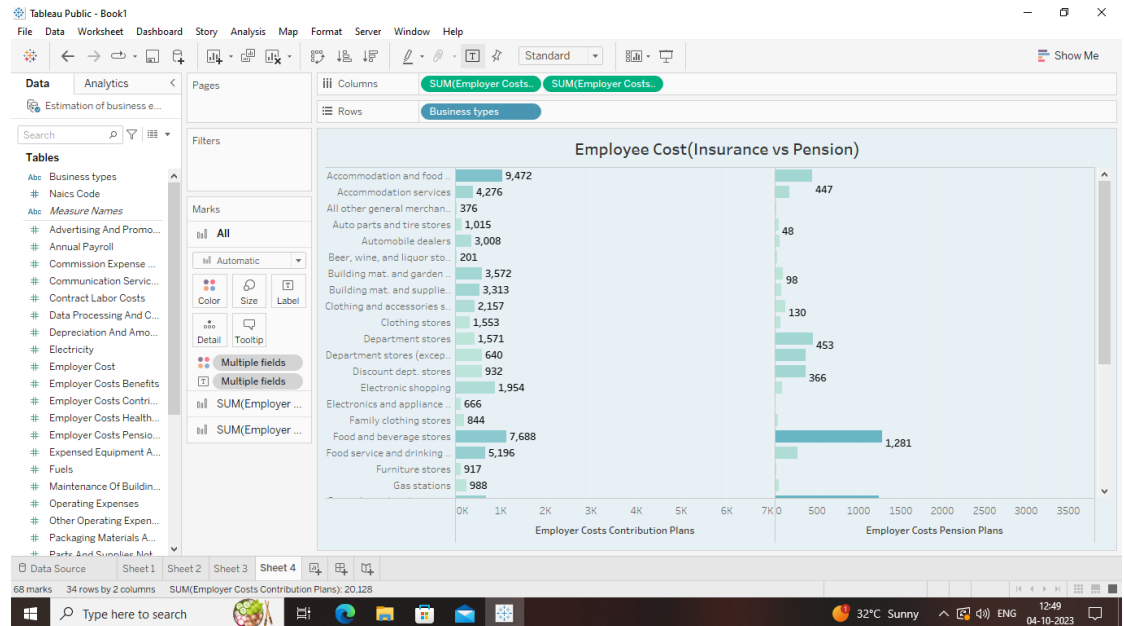 Tableau Public - Book1
File Data Worksheet Dashboard Story Analysis Map Format Server Window Help
Standard
Show Me
Data Analytics
Pages
Columns SUM(Employer Costs.. SUM(Employer Costs..
Estimation of business e...
Rows Business types
Search
Filters
Tables
Abc Business types
# Naics Code
Abc Measure Names
# Advertising And Promo...
# Annual Payroll
# Commission Expense ...
# Communication Servic...
# Contract Labor Costs
# Data Processing And C...
# Depreciation And Amo...
# Electricity
# Employer Cost
# Employer Costs Benefits
# Employer Costs Contri...
# Employer Costs Health...
# Employer Costs Pensio...
# Expensed Equipment A...
# Fuels
# Maintenance Of Buildin...
# Operating Expenses
# Other Operating Expen...
# Packaging Materials A...
# Parts And Supplies Not
Marks
All
Automatic
Color Size Label
Detail Tooltip
Multiple fields
Multiple fields
SUM(Employer ...
SUM(Employer ...
Employee Cost(Insurance vs Pension)
Accommodation and food .. 9,472
Accommodation services 4,276 447
All other general merchan.. 376
Auto parts and tire stores 1,015 48
Automobile dealers 3,008
Beer, wine, and liquor sto.. 201
Building mat. and garden .. 3,572 98
Building mat. and supplie.. 3,313
Clothing and accessories s.. 2,157 130
Clothing stores 1,553
Department stores 1,571 453
Department stores (excep.. 640
Discount dept. stores 932 366
Electronic shopping 1,954
Electronics and appliance .. 666
Family clothing stores 844
Food and beverage stores 7,688 1,281
Food service and drinking .. 5,196
Furniture stores 917
Gas stations 988
0K 1K 2K 3K 4K 5K 6K 7K 0 500 1000 1500 2000 2500 3000 3500
Employer Costs Contribution Plans Employer Costs Pension Plans
Data Source Sheet 1 Sheet 2 Sheet 3 Sheet 4
68 marks 34 rows by 2 columns SUM(Employer Costs Contribution Plans): 20,128
Type here to search
32°C Sunny
ENG
12:49
04-10-2023